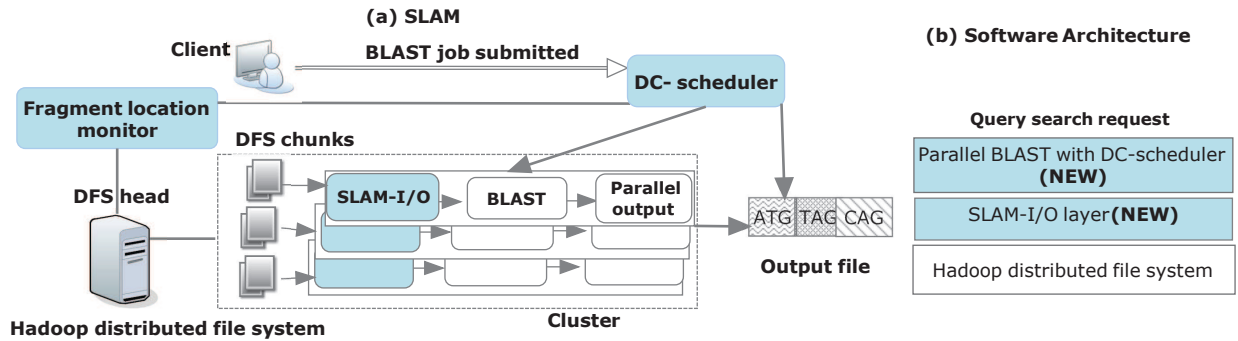 (a) SLAM
Client
BLAST job submitted
DC- scheduler
Fragment location
monitor
DFS chunks
DFS head
SLAM-I/O
BLAST
Parallel
output
ATG TAG CAG
Output file
Cluster
Hadoop distributed file system
(b) Software Architecture
Query search request
Parallel BLAST with DC-scheduler
(NEW)
SLAM-I/O layer(NEW)
Hadoop distributed file system